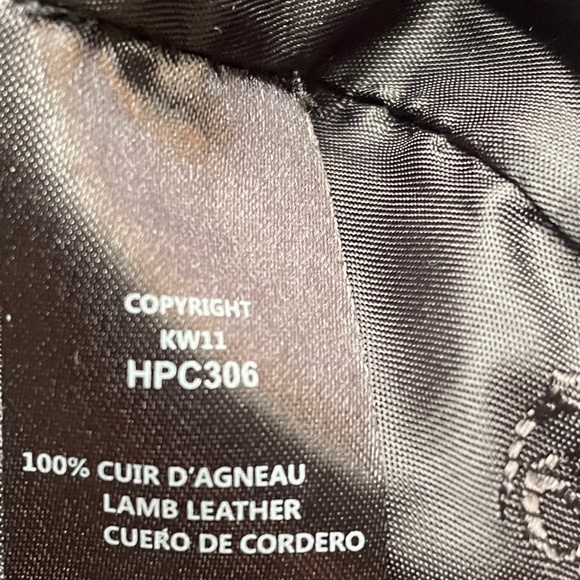 COPYRIGHT
KW11
HPC306
100% CUIR D'AGNEAU
LAMB LEATHER
CUERO DE CORDERO